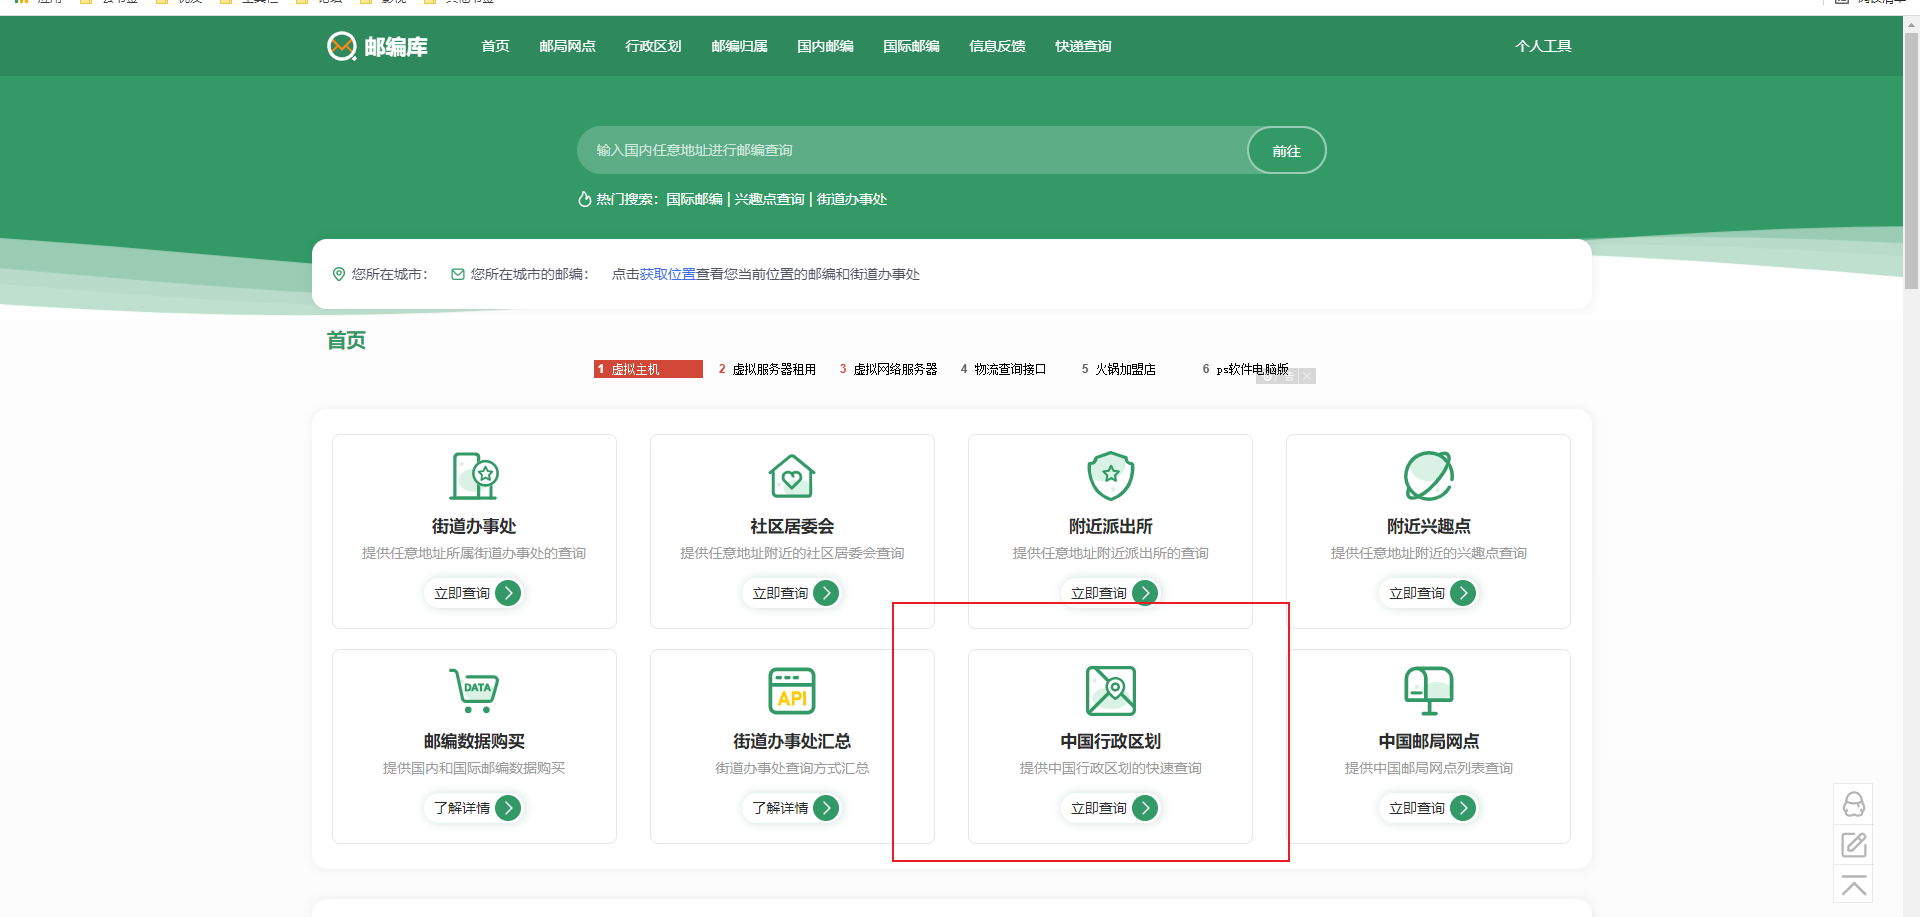 邮编库 首页 邮局网点 行政区划 邮编归属 国内邮编 国际邮编 信息反馈 快递查询 个人工具
输入国内任意地址进行邮编查询 前往
热门搜索：国际邮编 | 兴趣点查询 | 街道办事处
您所在城市： 您所在城市的邮编： 点击获取位置查看您当前位置的邮编和街道办事处
首页
1 虚拟主机 2 虚拟服务器租用 3 虚拟网络服务器 4 物流查询接口 5 火锅加盟店 6 ps软件电脑版
街道办事处 社区居委会 附近派出所 附近兴趣点
提供任意地址所属街道办事处的查询 提供任意地址附近的社区居委会查询 提供任意地址附近派出所的查询 提供任意地址附近的兴趣点查询
立即查询 立即查询 立即查询 立即查询
DATA API
邮编数据购买 街道办事处汇总 中国行政区划 中国邮局网点
提供国内和国际邮编数据购买 街道办事处查询方式汇总 提供中国行政区划的快速查询 提供中国邮局网点列表查询
了解详情 了解详情 立即查询 立即查询